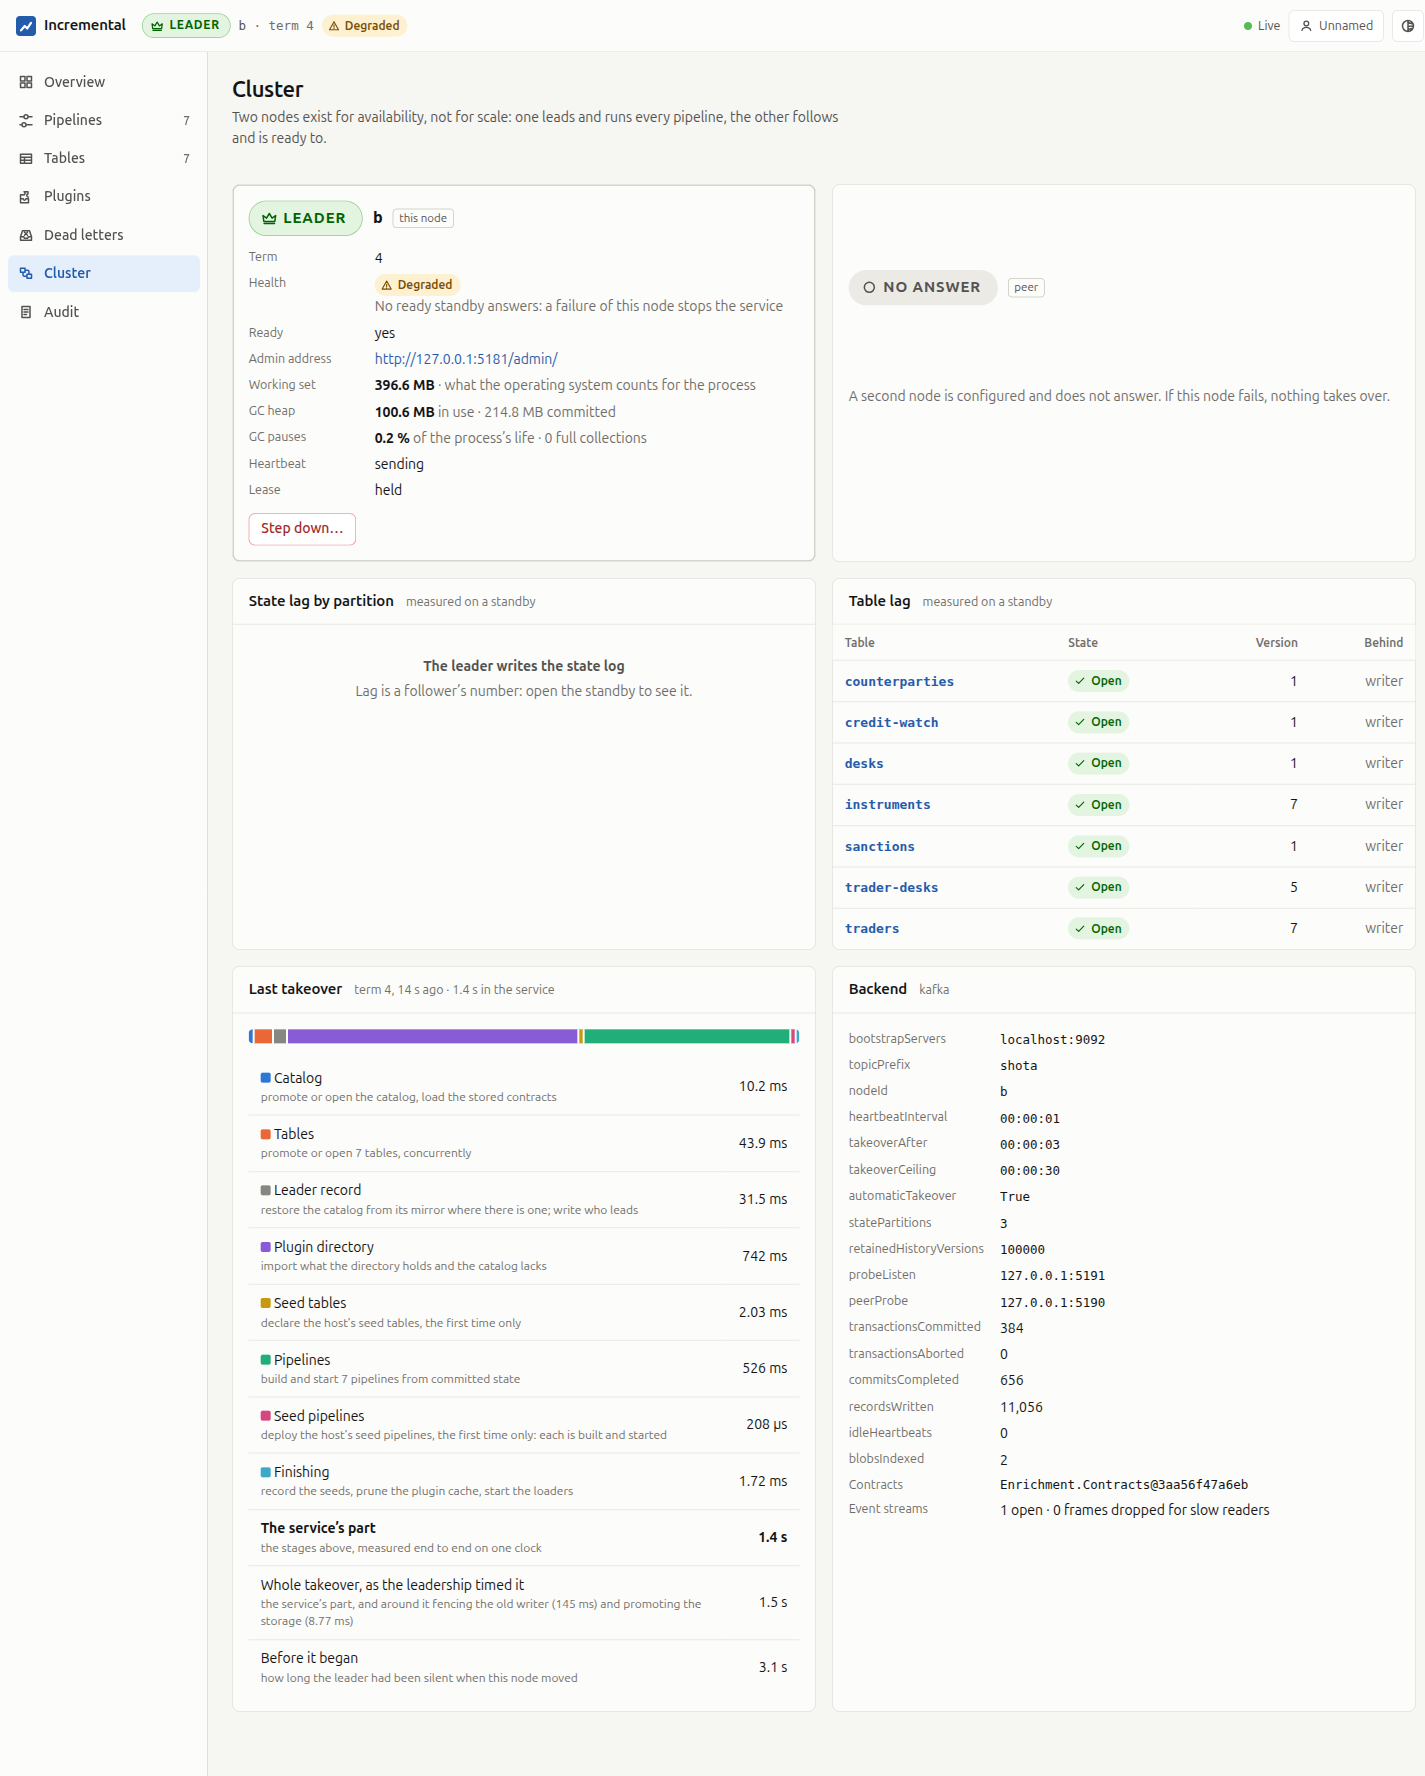 Incremental
LEADER
b · term 4
Degraded
Live
Unnamed
Overview
Pipelines 7
Tables 7
Plugins
Dead letters
Cluster
Audit
Cluster
Two nodes exist for availability, not for scale: one leads and runs every pipeline, the other follows
and is ready to.
LEADER b this node
Term 4
Health Degraded
No ready standby answers: a failure of this node stops the service
Ready yes
Admin address http://127.0.0.1:5181/admin/
Working set 396.6 MB · what the operating system counts for the process
GC heap 100.6 MB in use · 214.8 MB committed
GC pauses 0.2 % of the process’s life · 0 full collections
Heartbeat sending
Lease held
Step down…
NO ANSWER peer
A second node is configured and does not answer. If this node fails, nothing takes over.
State lag by partition measured on a standby
The leader writes the state log
Lag is a follower’s number: open the standby to see it.
Table lag measured on a standby
Table State Version Behind
counterparties Open 1 writer
credit-watch Open 1 writer
desks Open 1 writer
instruments Open 7 writer
sanctions Open 1 writer
trader-desks Open 5 writer
traders Open 7 writer
Last takeover term 4, 14 s ago · 1.4 s in the service
Catalog 10.2 ms
promote or open the catalog, load the stored contracts
Tables 43.9 ms
promote or open 7 tables, concurrently
Leader record 31.5 ms
restore the catalog from its mirror where there is one; write who leads
Plugin directory 742 ms
import what the directory holds and the catalog lacks
Seed tables 2.03 ms
declare the host’s seed tables, the first time only
Pipelines 526 ms
build and start 7 pipelines from committed state
Seed pipelines 208 µs
deploy the host’s seed pipelines, the first time only: each is built and started
Finishing 1.72 ms
record the seeds, prune the plugin cache, start the loaders
The service’s part 1.4 s
the stages above, measured end to end on one clock
Whole takeover, as the leadership timed it 1.5 s
the service’s part, and around it fencing the old writer (145 ms) and promoting the
storage (8.77 ms)
Before it began 3.1 s
how long the leader had been silent when this node moved
Backend kafka
bootstrapServers localhost:9092
topicPrefix shota
nodeId b
heartbeatInterval 00:00:01
takeoverAfter 00:00:03
takeoverCeiling 00:00:30
automaticTakeover True
statePartitions 3
retainedHistoryVersions 100000
probeListen 127.0.0.1:5191
peerProbe 127.0.0.1:5190
transactionsCommitted 384
transactionsAborted 0
commitsCompleted 656
recordsWritten 11,056
idleHeartbeats 0
blobsIndexed 2
Contracts Enrichment.Contracts@3aa56f47a6eb
Event streams 1 open · 0 frames dropped for slow readers